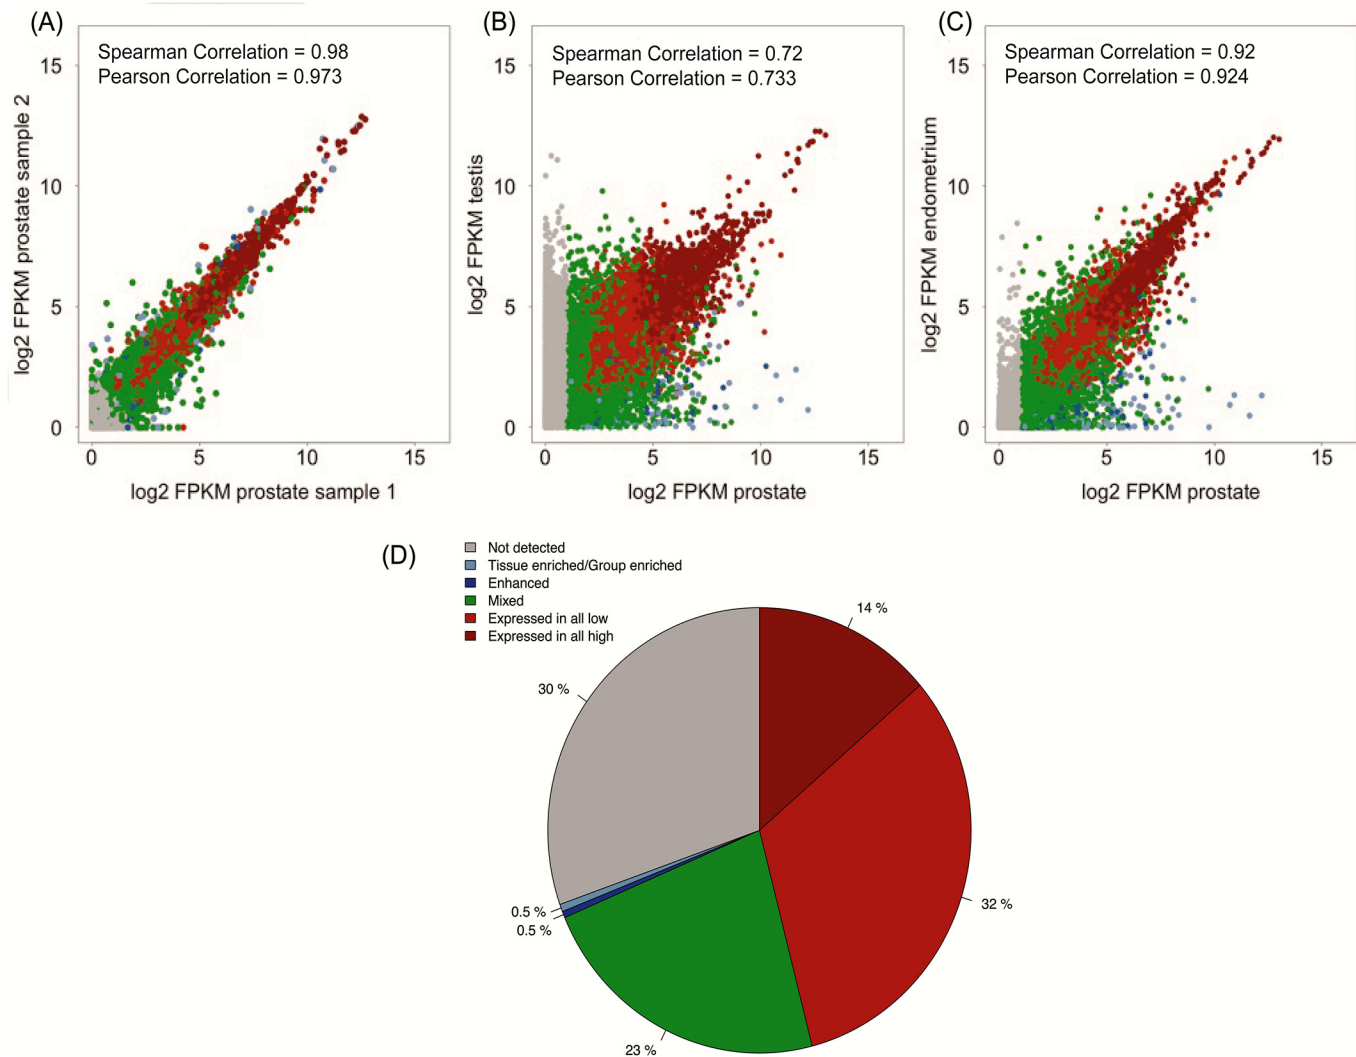 (A)
Spearman Correlation = 0.98
Pearson Correlation = 0.973
15
10
5
0
log2 FPKM prostate sample 2
0 5 10 15
log2 FPKM prostate sample 1
(B)
Spearman Correlation = 0.72
Pearson Correlation = 0.733
15
10
5
0
log2 FPKM testis
0 5 10 15
log2 FPKM prostate
(C)
Spearman Correlation = 0.92
Pearson Correlation = 0.924
15
10
5
0
log2 FPKM endometrium
0 5 10 15
log2 FPKM prostate
(D)
Not detected
Tissue enriched/Group enriched
Enhanced
Mixed
Expressed in all low
Expressed in all high
14 %
30 %
32 %
0.5 %
0.5 %
23 %